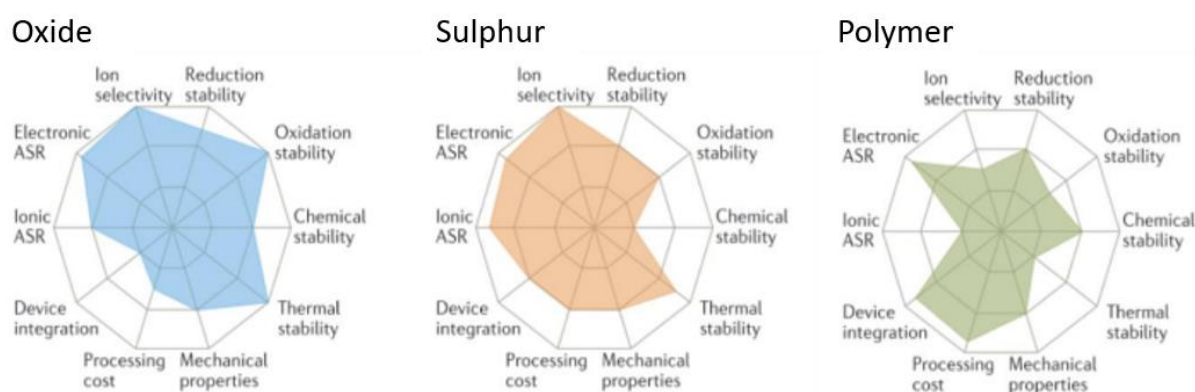 Oxide
Ion
selectivity
Reduction
stability
Electronic
ASR
Oxidation
stability
Ionic
ASR
Chemical
stability
Device
integration
Thermal
stability
Processing
cost
Mechanical
properties
Sulphur
Ion
selectivity
Reduction
stability
Electronic
ASR
Oxidation
stability
Ionic
ASR
Chemical
stability
Device
integration
Thermal
stability
Processing
cost
Mechanical
properties
Polymer
Ion
selectivity
Reduction
stability
Electronic
ASR
Oxidation
stability
Ionic
ASR
Chemical
stability
Device
integration
Thermal
stability
Processing
cost
Mechanical
properties